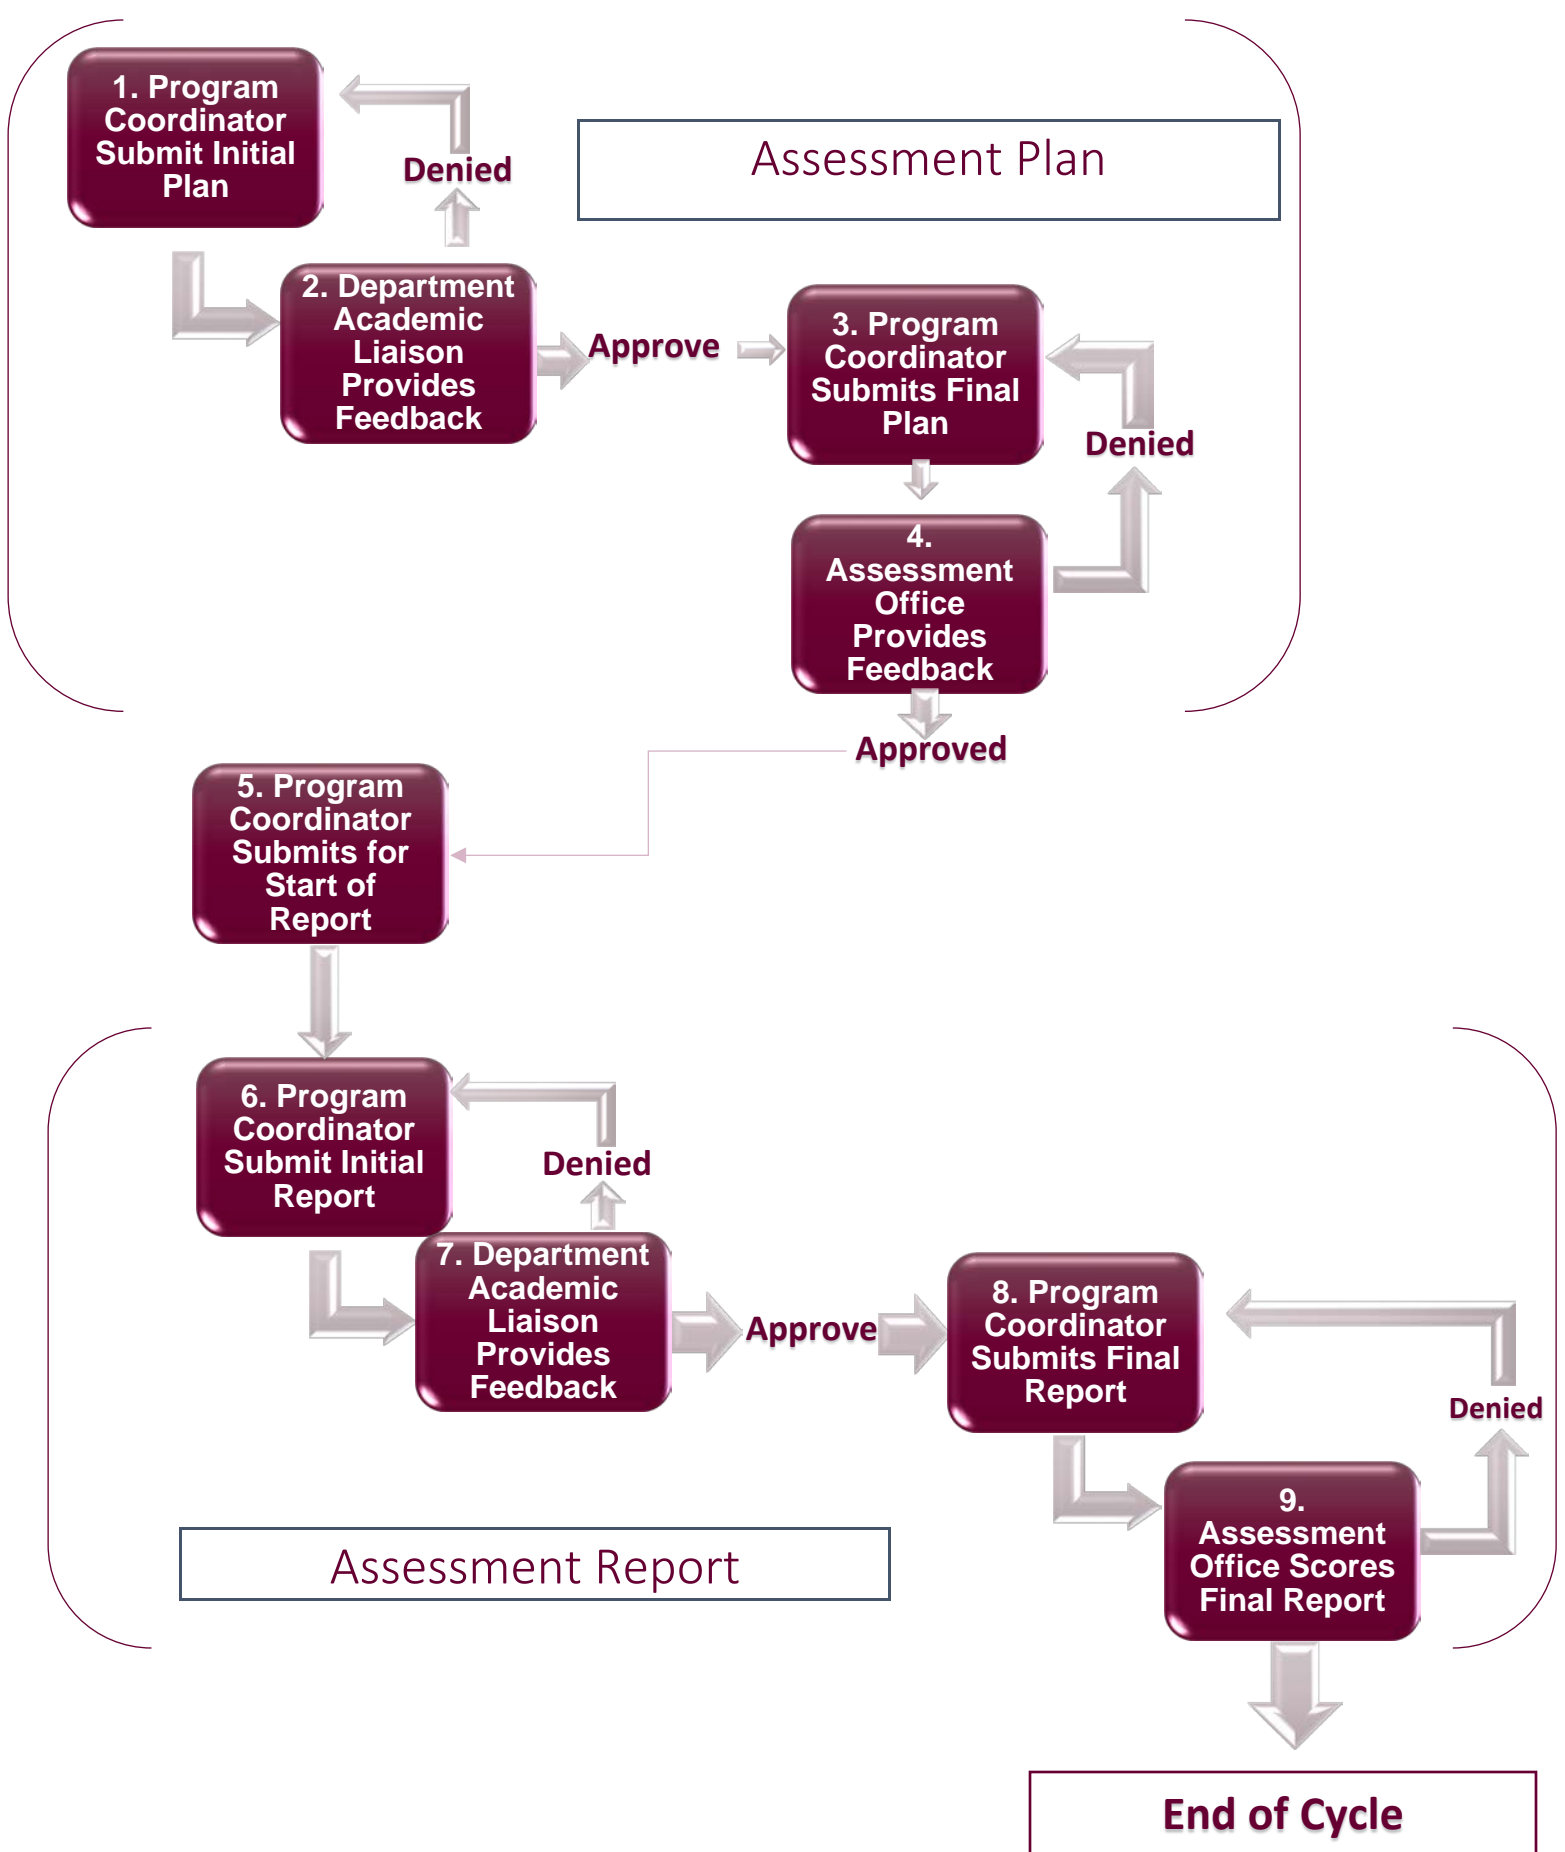 1. Program
Coordinator
Submit Initial
Plan
Denied
Assessment Plan
2. Department
Academic
Liaison
Provides
Feedback
Approve
3. Program
Coordinator
Submits Final
Plan
Denied
4.
Assessment
Office
Provides
Feedback
Approved
5. Program
Coordinator
Submits for
Start of
Report
6. Program
Coordinator
Submit Initial
Report
Denied
7. Department
Academic
Liaison
Provides
Feedback
Approve
8. Program
Coordinator
Submits Final
Report
Denied
9.
Assessment
Office Scores
Final Report
Assessment Report
End of Cycle